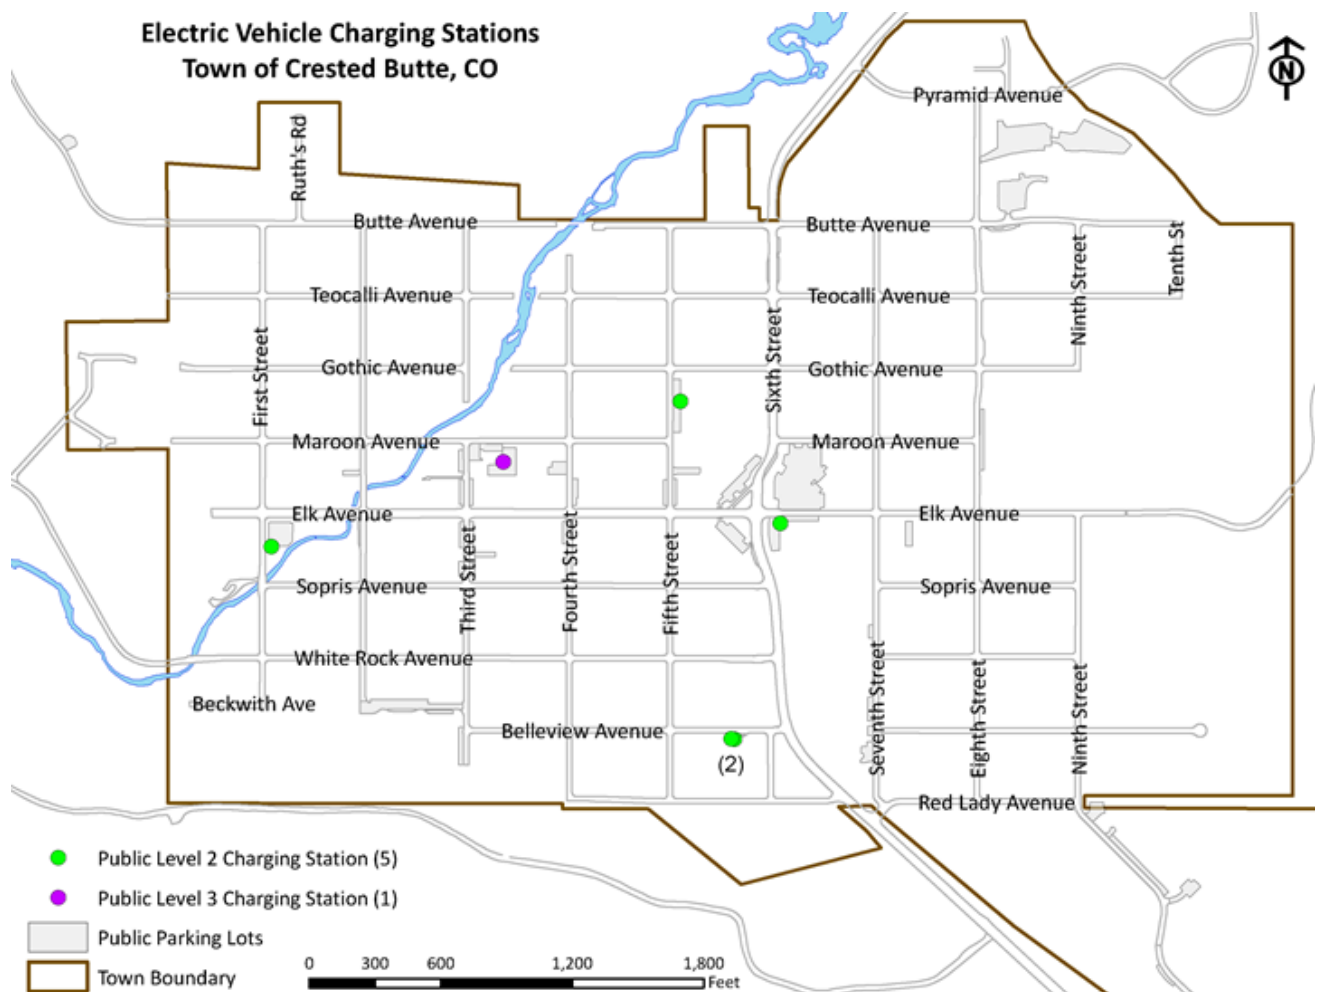 Electric Vehicle Charging Stations
Town of Crested Butte, CO
N
Pyramid Avenue
Ruth's Rd
Butte Avenue
Butte Avenue
Tenth St
Ninth Street
Teocalli Avenue
Teocalli Avenue
First Street
Sixth Street
Gothic Avenue
Gothic Avenue
Maroon Avenue
Maroon Avenue
Elk Avenue
Elk Avenue
Third Street
Fourth Street
Fifth Street
Sopris Avenue
Sopris Avenue
White Rock Avenue
Seventh Street
Eighth Street
Ninth Street
Beckwith Ave
Belleview Avenue
(2)
Red Lady Avenue
Public Level 2 Charging Station (5)
Public Level 3 Charging Station (1)
Public Parking Lots
Town Boundary
0 300 600 1,200 1,800
Feet